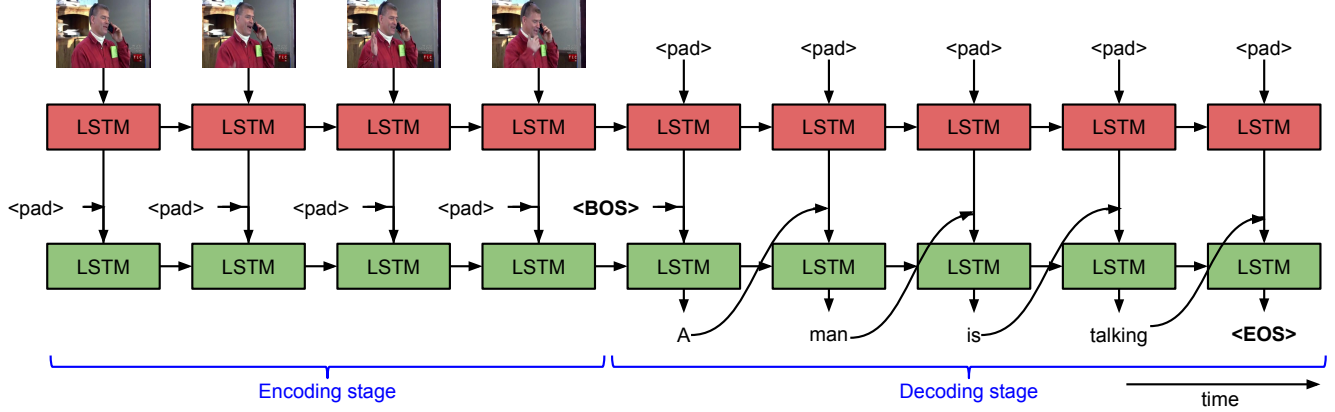 <pad> <pad> <pad> <pad> <pad>
LSTM LSTM LSTM LSTM LSTM LSTM LSTM LSTM LSTM
<pad> <pad> <pad> <pad> <BOS>
LSTM LSTM LSTM LSTM LSTM LSTM LSTM LSTM LSTM
A man is talking <EOS>
Encoding stage Decoding stage
time